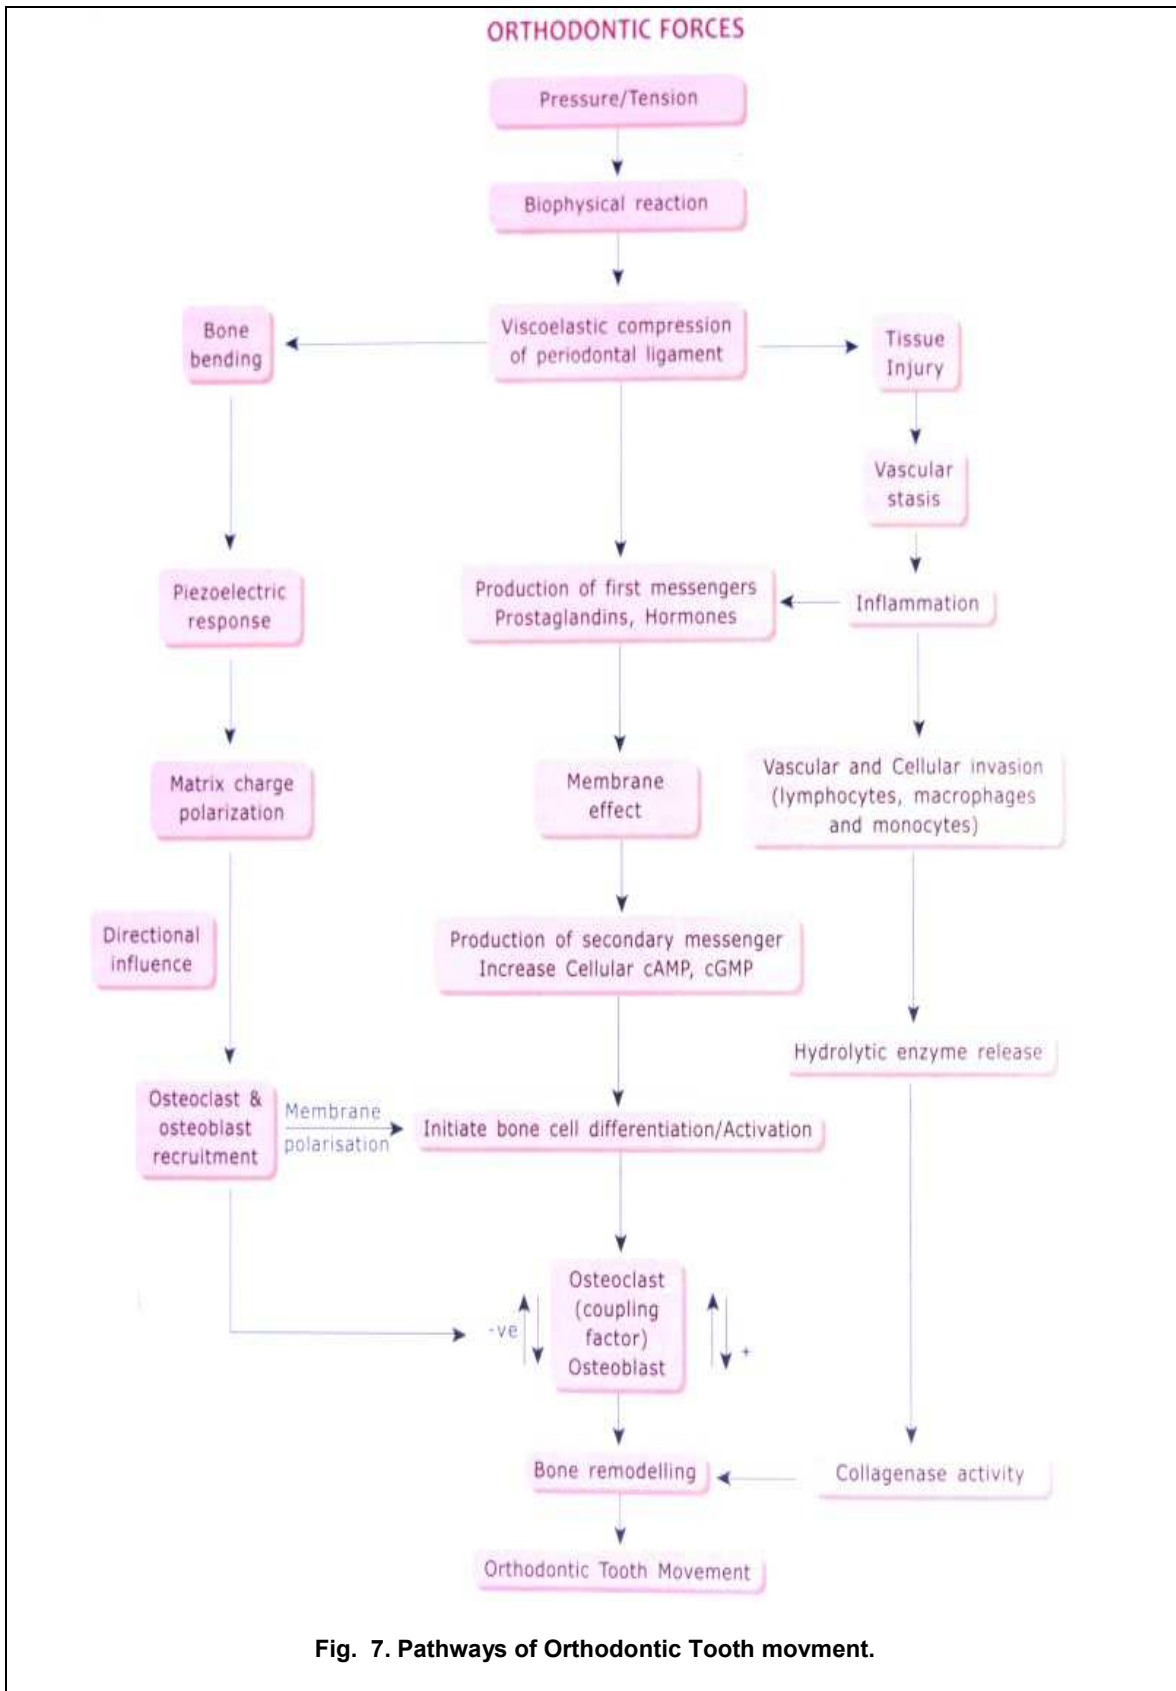 ORTHODONTIC FORCES
Pressure/Tension
Biophysical reaction
Bone
bending
Viscoelastic compression
of periodontal ligament
Tissue
Injury
Vascular
stasis
Piezoelectric
response
Production of first messengers
Prostaglandins, Hormones
Inflammation
Matrix charge
polarization
Membrane
effect
Vascular and Cellular invasion
(lymphocytes, macrophages
and monocytes)
Directional
influence
Production of secondary messenger
Increase Cellular cAMP, cGMP
Hydrolytic enzyme release
Osteoclast &
osteoblast
recruitment
Membrane
polarisation
Initiate bone cell differentiation/Activation
-ve
Osteoclast
(coupling
factor)
Osteoblast
+
Bone remodelling
Collagenase activity
Orthodontic Tooth Movement
Fig. 7. Pathways of Orthodontic Tooth movment.